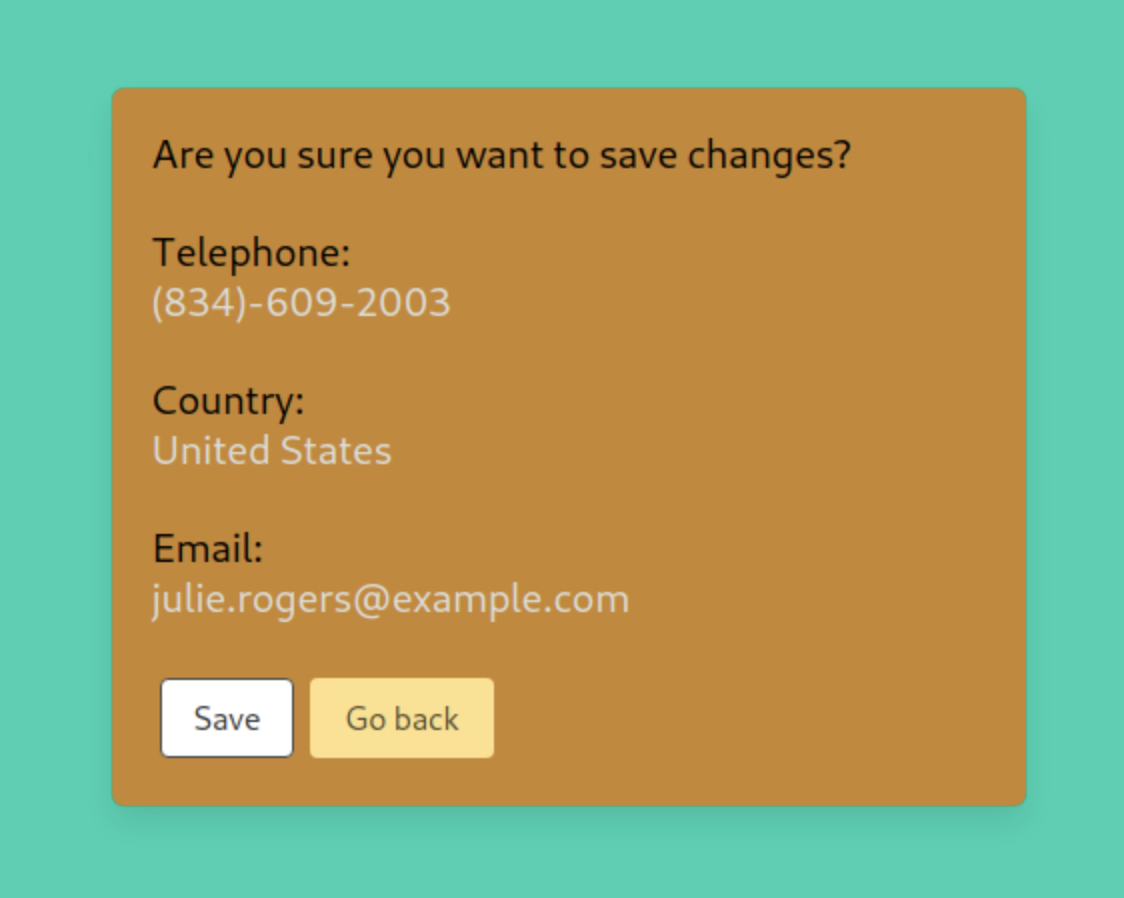 Are you sure you want to save changes?
Telephone:
(834)-609-2003
Country:
United States
Email:
julie.rogers@example.com
Save Go back